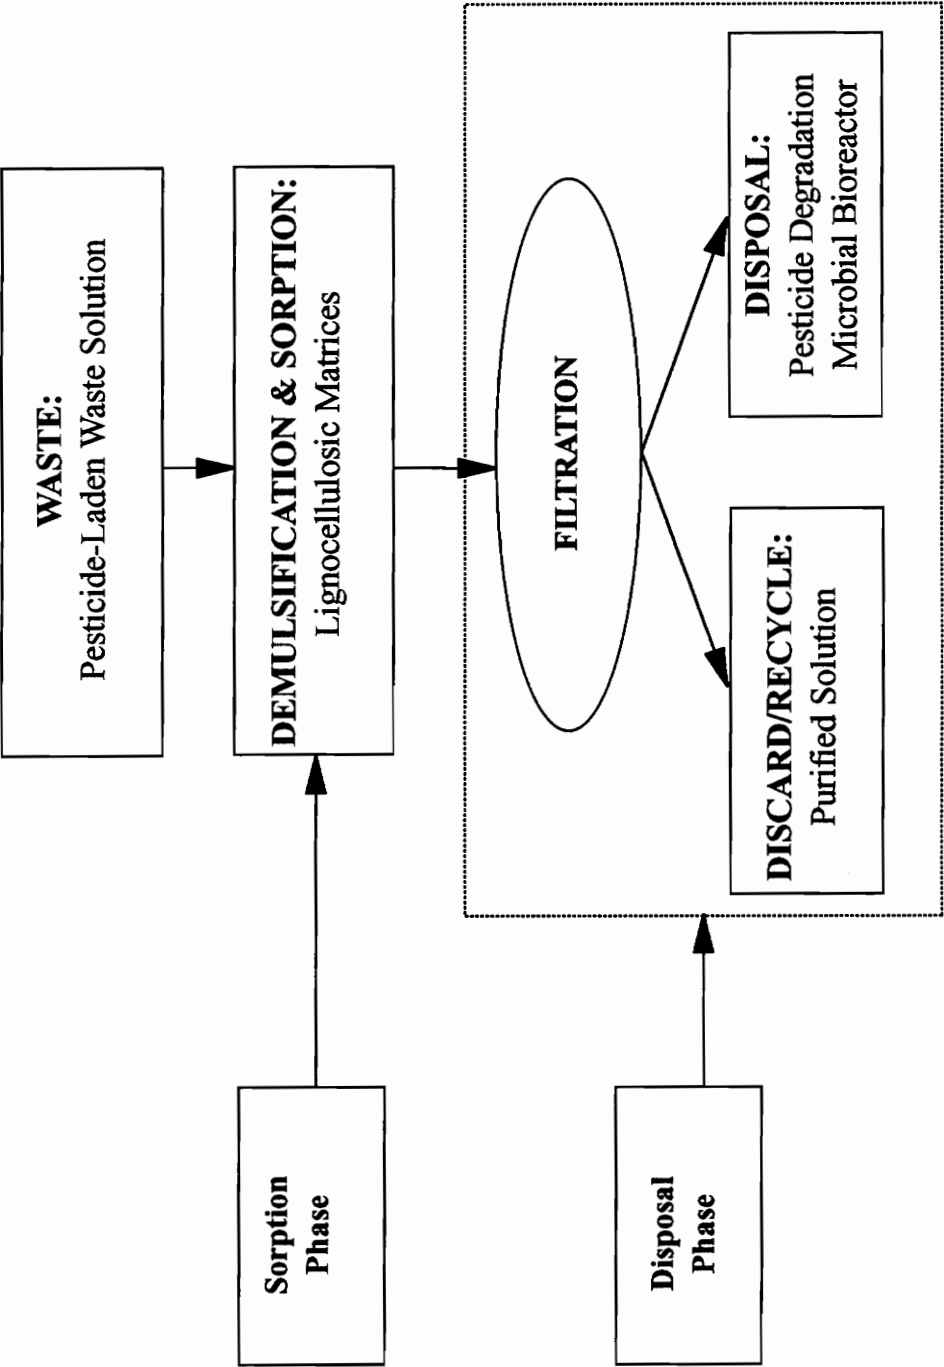 WASTE:
Pesticide-Laden Waste Solution
Sorption
Phase
DEMULSIFICATION & SORPTION:
Lignocellulosic Matrices
Disposal
Phase
FILTRATION
DISCARD/RECYCLE:
Purified Solution
DISPOSAL:
Pesticide Degradation
Microbial Bioreactor